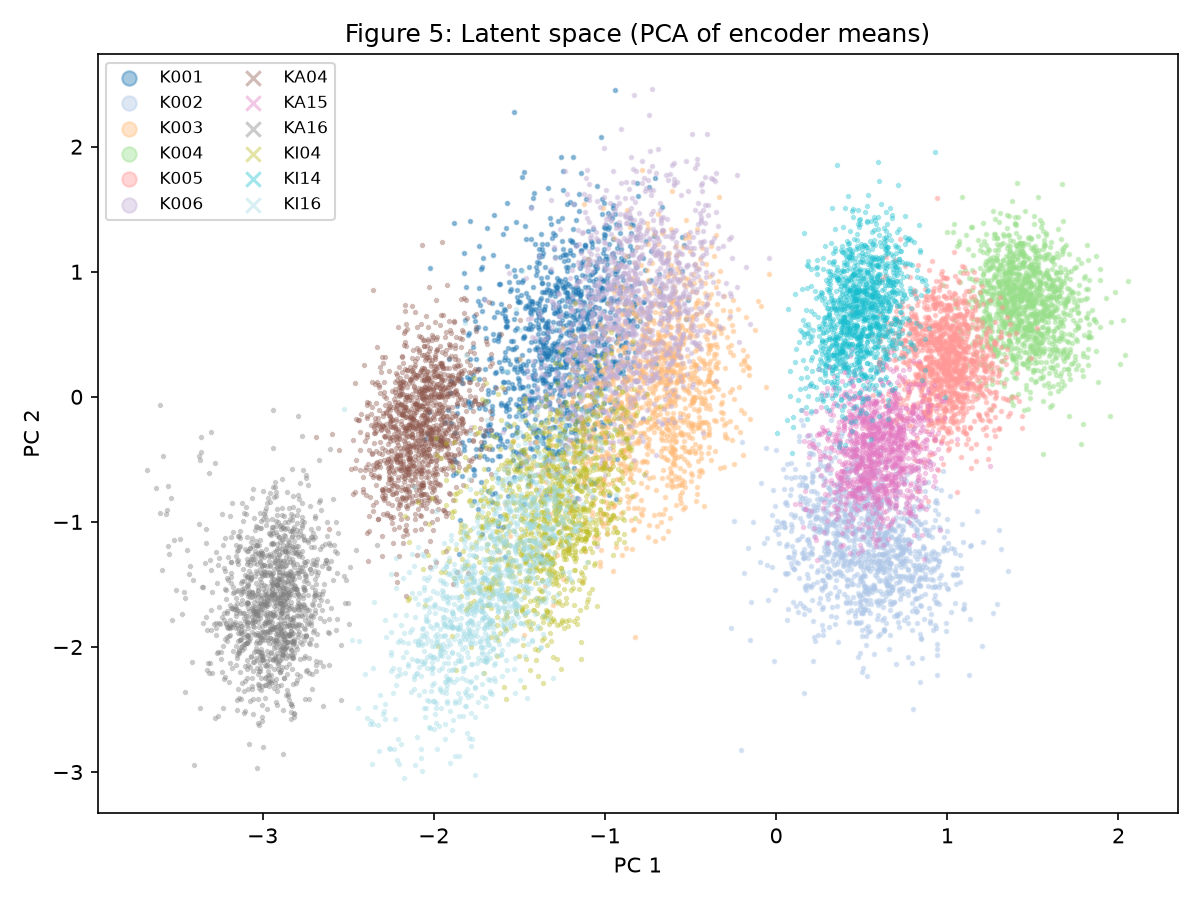 Figure 5: Latent space (PCA of encoder means)
K001
K002
K003
K004
K005
K006
KA04
KA15
KA16
KI04
KI14
KI16
PC 2
2
1
0
−1
−2
−3
−3
−2
−1
0
1
2
PC 1